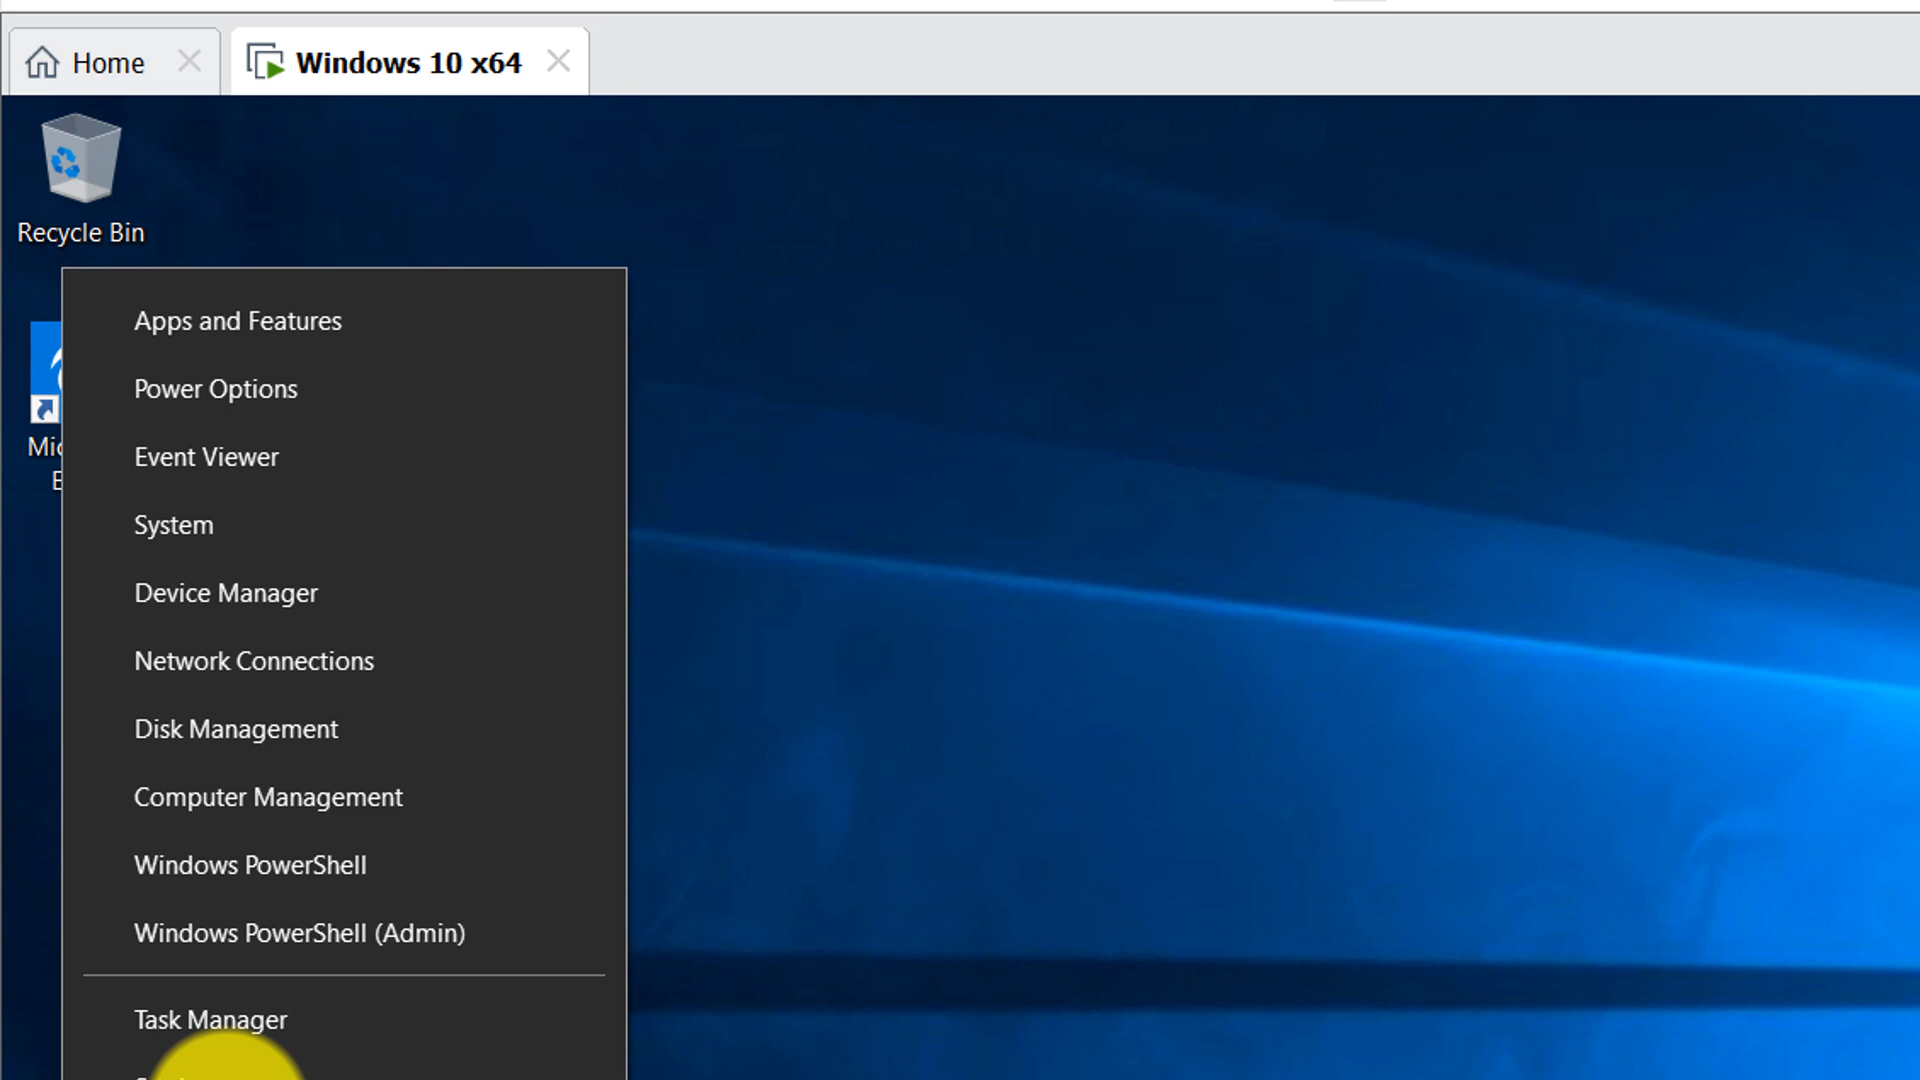 Home
Windows 10 x64
Recycle Bin
Apps and Features
Power Options
Event Viewer
System
Device Manager
Network Connections
Disk Management
Computer Management
Windows PowerShell
Windows PowerShell (Admin)
Task Manager